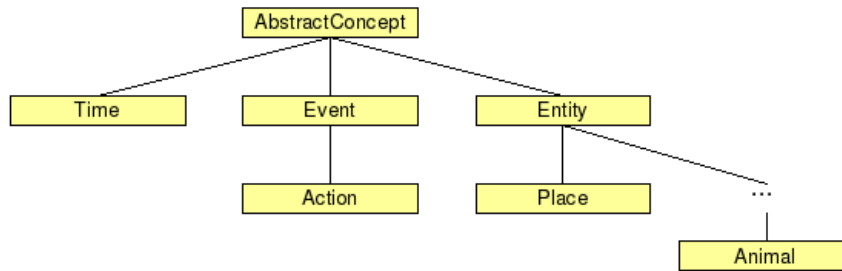 AbstractConcept
Time
Event
Entity
Action
Place
...
Animal